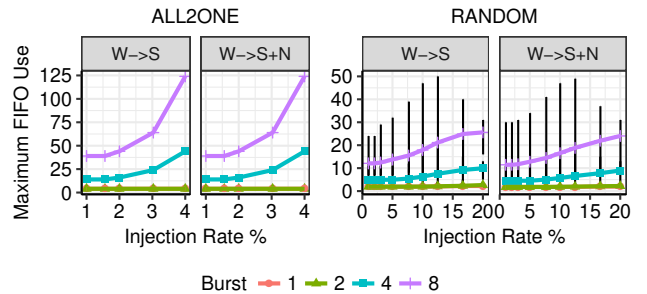 ALL2ONE RANDOM
W−>S W−>S+N W−>S W−>S+N
Maximum FIFO Use
125
100
75
50
25
0
50
40
30
20
10
0
1 2 3 4 1 2 3 4 0 5 10 15 20 0 5 10 15 20
Injection Rate % Injection Rate %
Burst 1 2 4 8